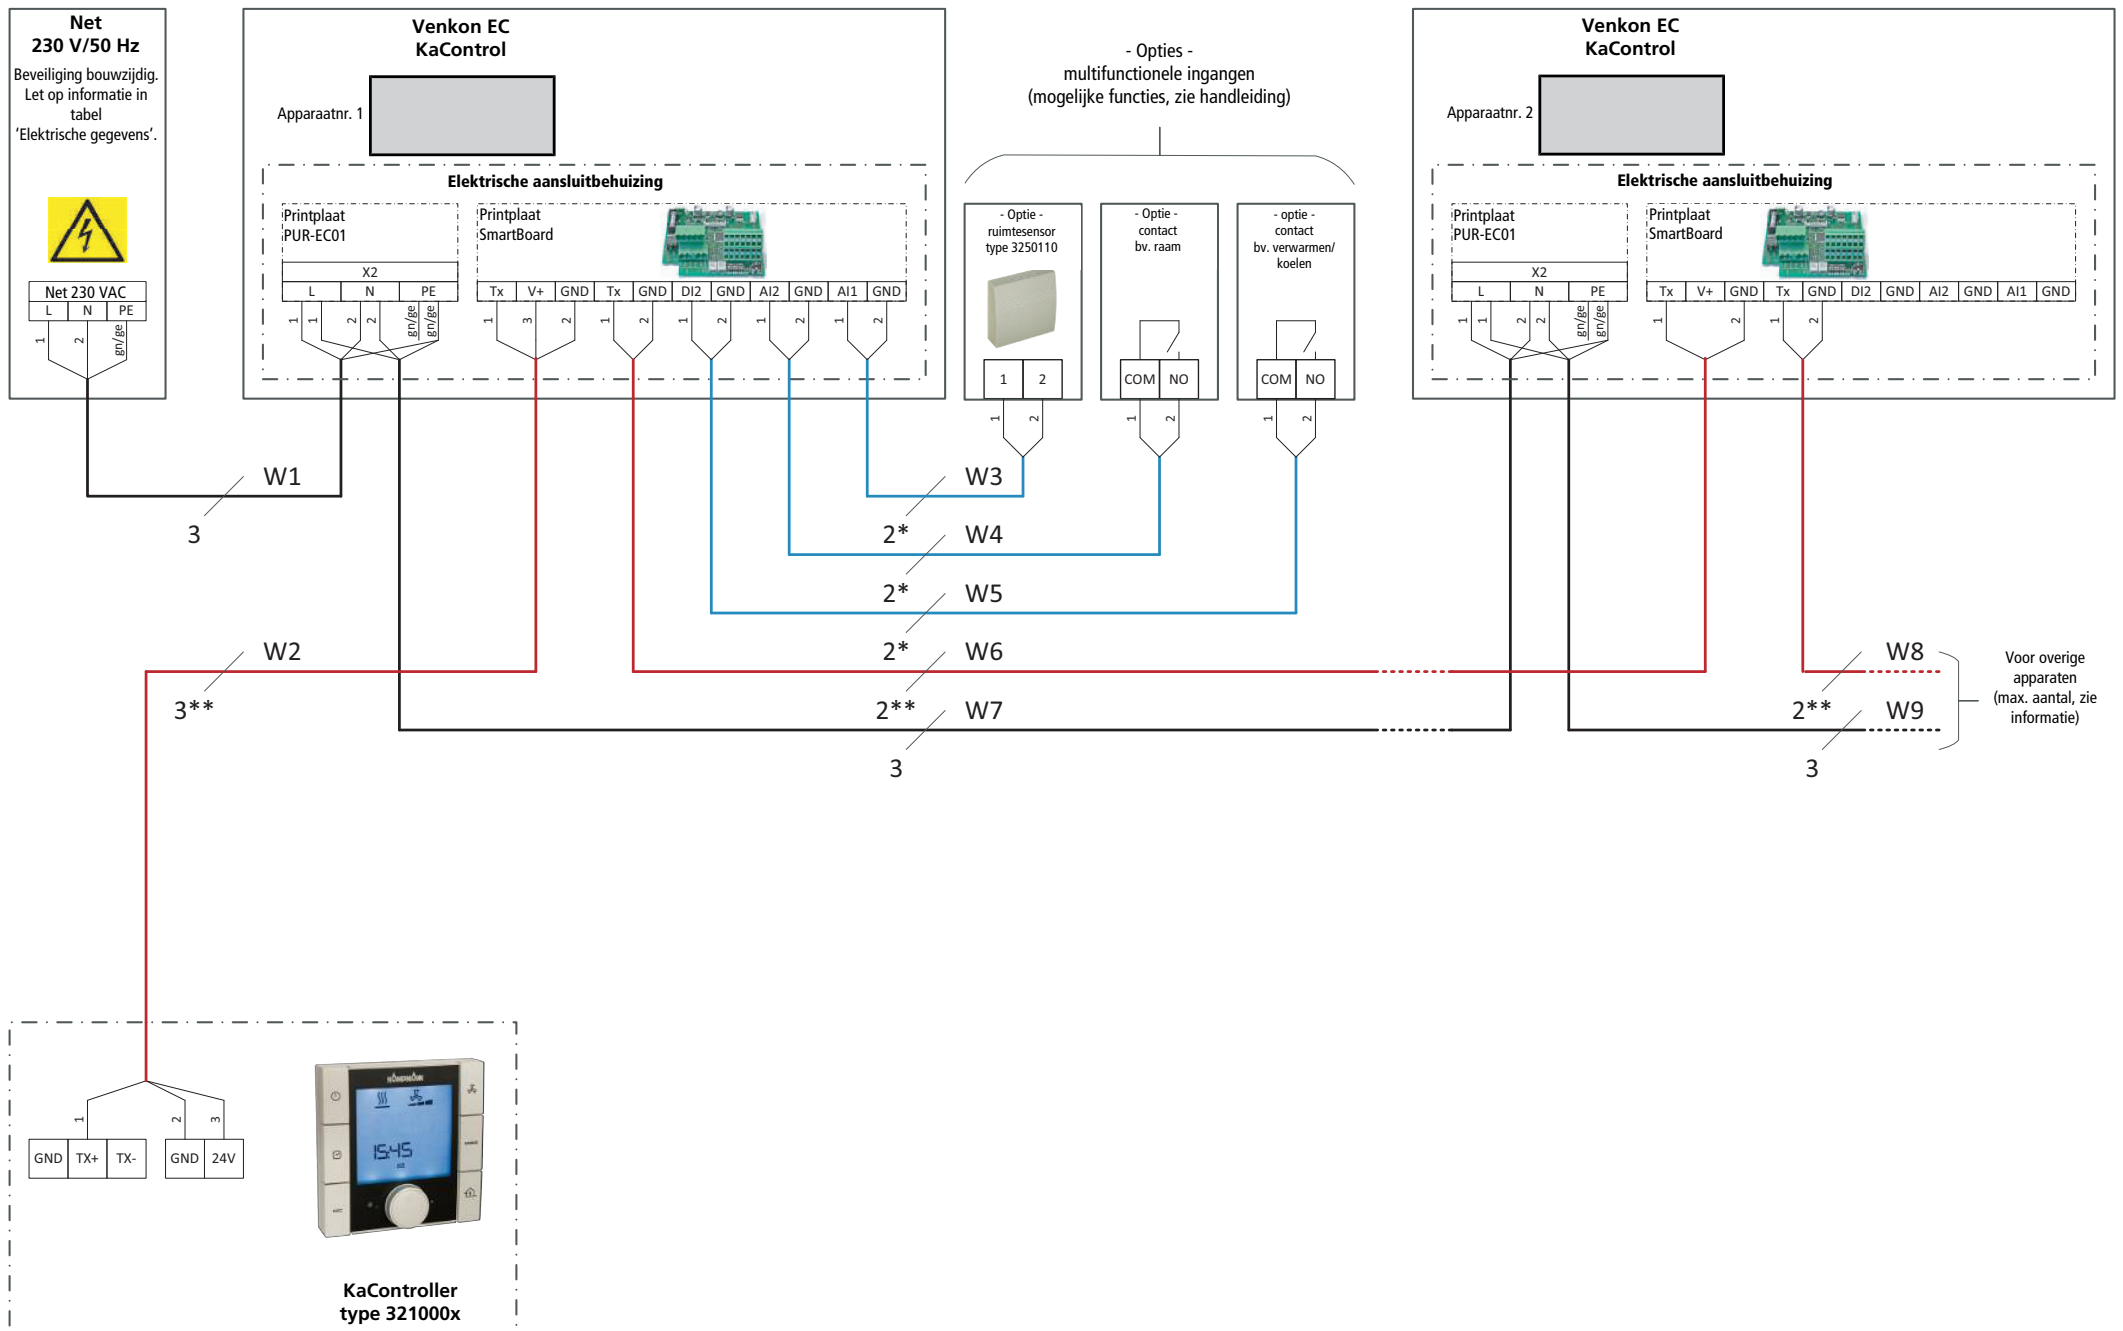 Net
230 V/50 Hz
Beveiliging bouwzijdig.
Let op informatie in
tabel
‘Elektrische gegevens’.
Net 230 VAC
L N PE
1 2 gn/ge
Venkon EC
KaControl
Apparaatnr. 1
Elektrische aansluitbehuizing
Printplaat
PUR-EC01
X2
L N PE
1 1 2 2 gn/ge gn/ge
Printplaat
SmartBoard
Tx V+ GND Tx GND DI2 GND AI2 GND AI1 GND
1 3 2 1 2 1 2 1 2 1 2
- Opties -
multifunctionele ingangen
(mogelijke functies, zie handleiding)
- Optie -
ruimtesensor
type 3250110
1 2
1 2
- Optie -
contact
bv. raam
COM NO
1 2
- optie -
contact
bv. verwarmen/
koelen
COM NO
1 2
Venkon EC
KaControl
Apparaatnr. 2
Elektrische aansluitbehuizing
Printplaat
PUR-EC01
X2
L N PE
1 1 2 2 gn/ge gn/ge
Printplaat
SmartBoard
Tx V+ GND Tx GND DI2 GND AI2 GND AI1 GND
1 2 1 2
W1
3
W3
2*
W4
2*
W5
2*
W2
3**
W6
2**
W7
3
W8
2**
W9
3
Voor overige
apparaten
(max. aantal, zie
informatie)
1 2 3
GND TX+ TX- GND 24V
15:45
KaController
type 321000x